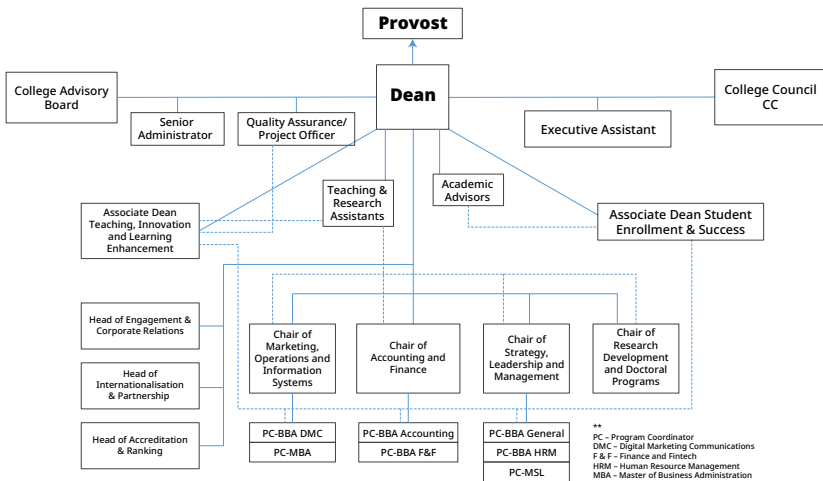 Provost
College Advisory
Board
Dean
College Council
CC
Senior
Administrator
Quality Assurance/
Project Officer
Executive Assistant
Teaching &
Research
Assistants
Academic
Advisors
Associate Dean
Teaching, Innovation
and Learning
Enhancement
Associate Dean Student
Enrollment & Success
Head of Engagement &
Corporate Relations
Chair of
Marketing,
Operations and
Information
Systems
Chair of
Accounting and
Finance
Chair of
Strategy,
Leadership and
Management
Chair of
Research
Development
and Doctoral
Programs
Head of
Internationalisation
& Partnership
Head of Accreditation
& Ranking
PC-BBA DMC
PC-MBA
PC-BBA Accounting
PC-BBA F&F
PC-BBA General
PC-BBA HRM
PC-MSL
**
PC – Program Coordinator
DMC – Digital Marketing Communications
F & F – Finance and Fintech
HRM – Human Resource Management
MBA – Master of Business Administration